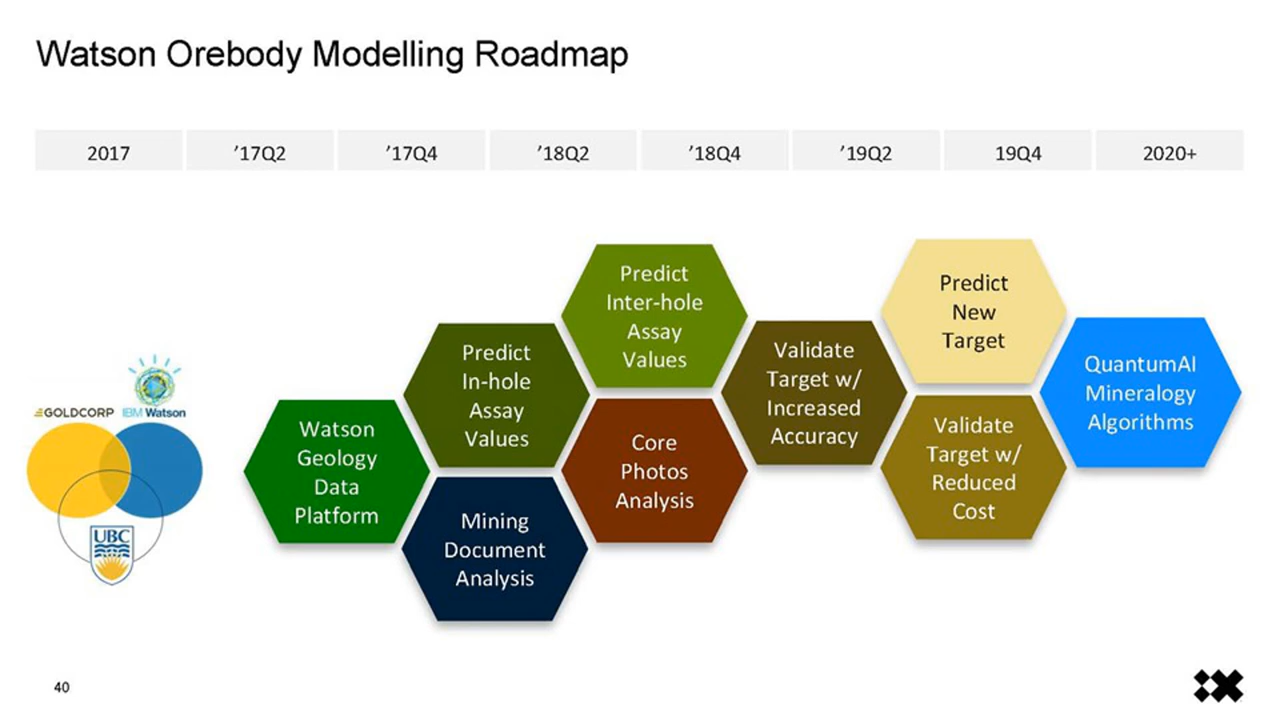 Watson Orebody Modelling Roadmap
2017
’17Q2
’17Q4
’18Q2
’18Q4
’19Q2
19Q4
2020+
GOLDCORP
IBM Watson
UBC
Watson
Geology
Data
Platform
Predict
In-hole
Assay
Values
Mining
Document
Analysis
Predict
Inter-hole
Assay
Values
Core
Photos
Analysis
Validate
Target w/
Increased
Accuracy
Predict
New
Target
Validate
Target w/
Reduced
Cost
QuantumAI
Mineralogy
Algorithms
40